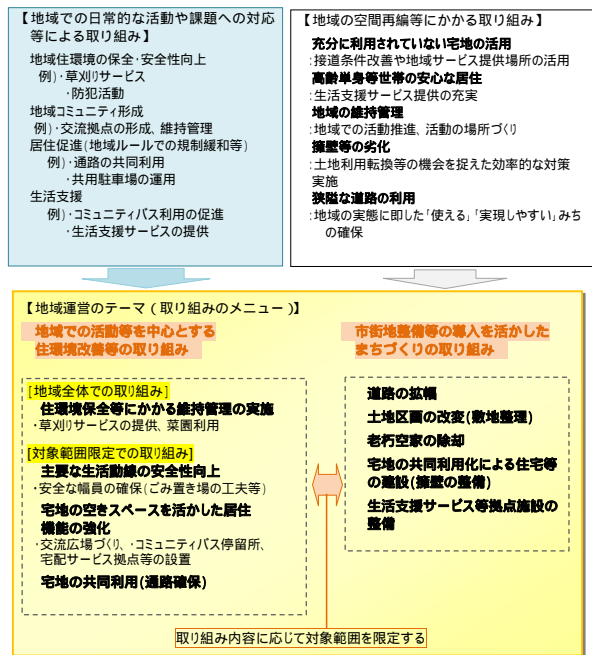 【地域での日常的な活動や課題への対応
等による取り組み】
地域住環境の保全・安全性向上
例)・草刈りサービス
・防犯活動
地域コミュニティ形成
例)・交流拠点の形成、維持管理
居住促進(地域ルールでの規制緩和等)
例)・通路の共同利用
・共用駐車場の運用
生活支援
例)・コミュニティバス利用の促進
・生活支援サービスの提供
【地域の空間再編等にかかる取り組み】
充分に利用されていない宅地の活用
:接道条件改善や地域サービス提供場所の活用
高齢単身等世帯の安心な居住
:生活支援サービス提供の充実
地域の維持管理
:地域での活動推進、活動の場所づくり
擁壁等の劣化
:土地利用転換等の機会を捉えた効率的な対策
実施
狭隘な道路の利用
:地域の実態に即した「使える」「実現しやすい」みち
の確保
【地域運営のテーマ(取り組みのメニュー)】
地域での活動等を中心とする
住環境改善等の取り組み
[地域全体での取り組み]
住環境保全等にかかる維持管理の実施
・草刈りサービスの提供、菜園利用
[対象範囲限定での取り組み]
主要な生活動線の安全性向上
・安全な幅員の確保(ごみ置き場の工夫等)
宅地の空きスペースを活かした居住
機能の強化
・交流広場づくり、・コミュニティバス停留所、
宅配サービス拠点等の設置
宅地の共同利用(通路確保)
市街地整備等の導入を活かした
まちづくりの取り組み
道路の拡幅
土地区画の改変(敷地整理)
老朽空家の除却
宅地の共同利用化による住宅等
の建設(擁壁の整備)
生活支援サービス等拠点施設の
整備
取り組み内容に応じて対象範囲を限定する